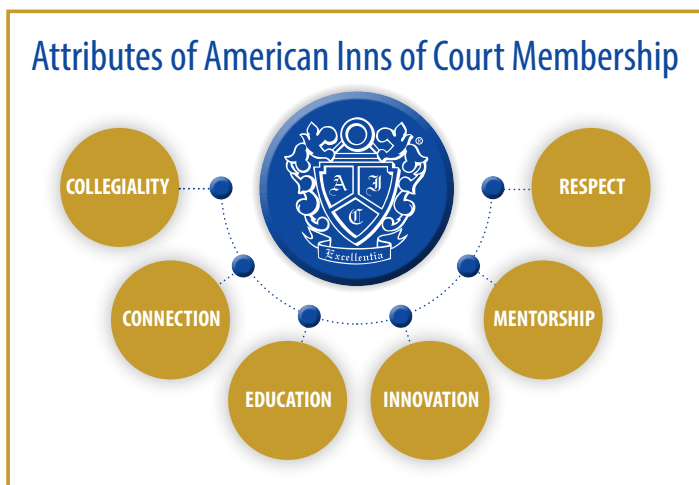 Attributes of American Inns of Court Membership
®
A I
C
Excellentia
COLLEGIALITY
CONNECTION
EDUCATION
INNOVATION
MENTORSHIP
RESPECT